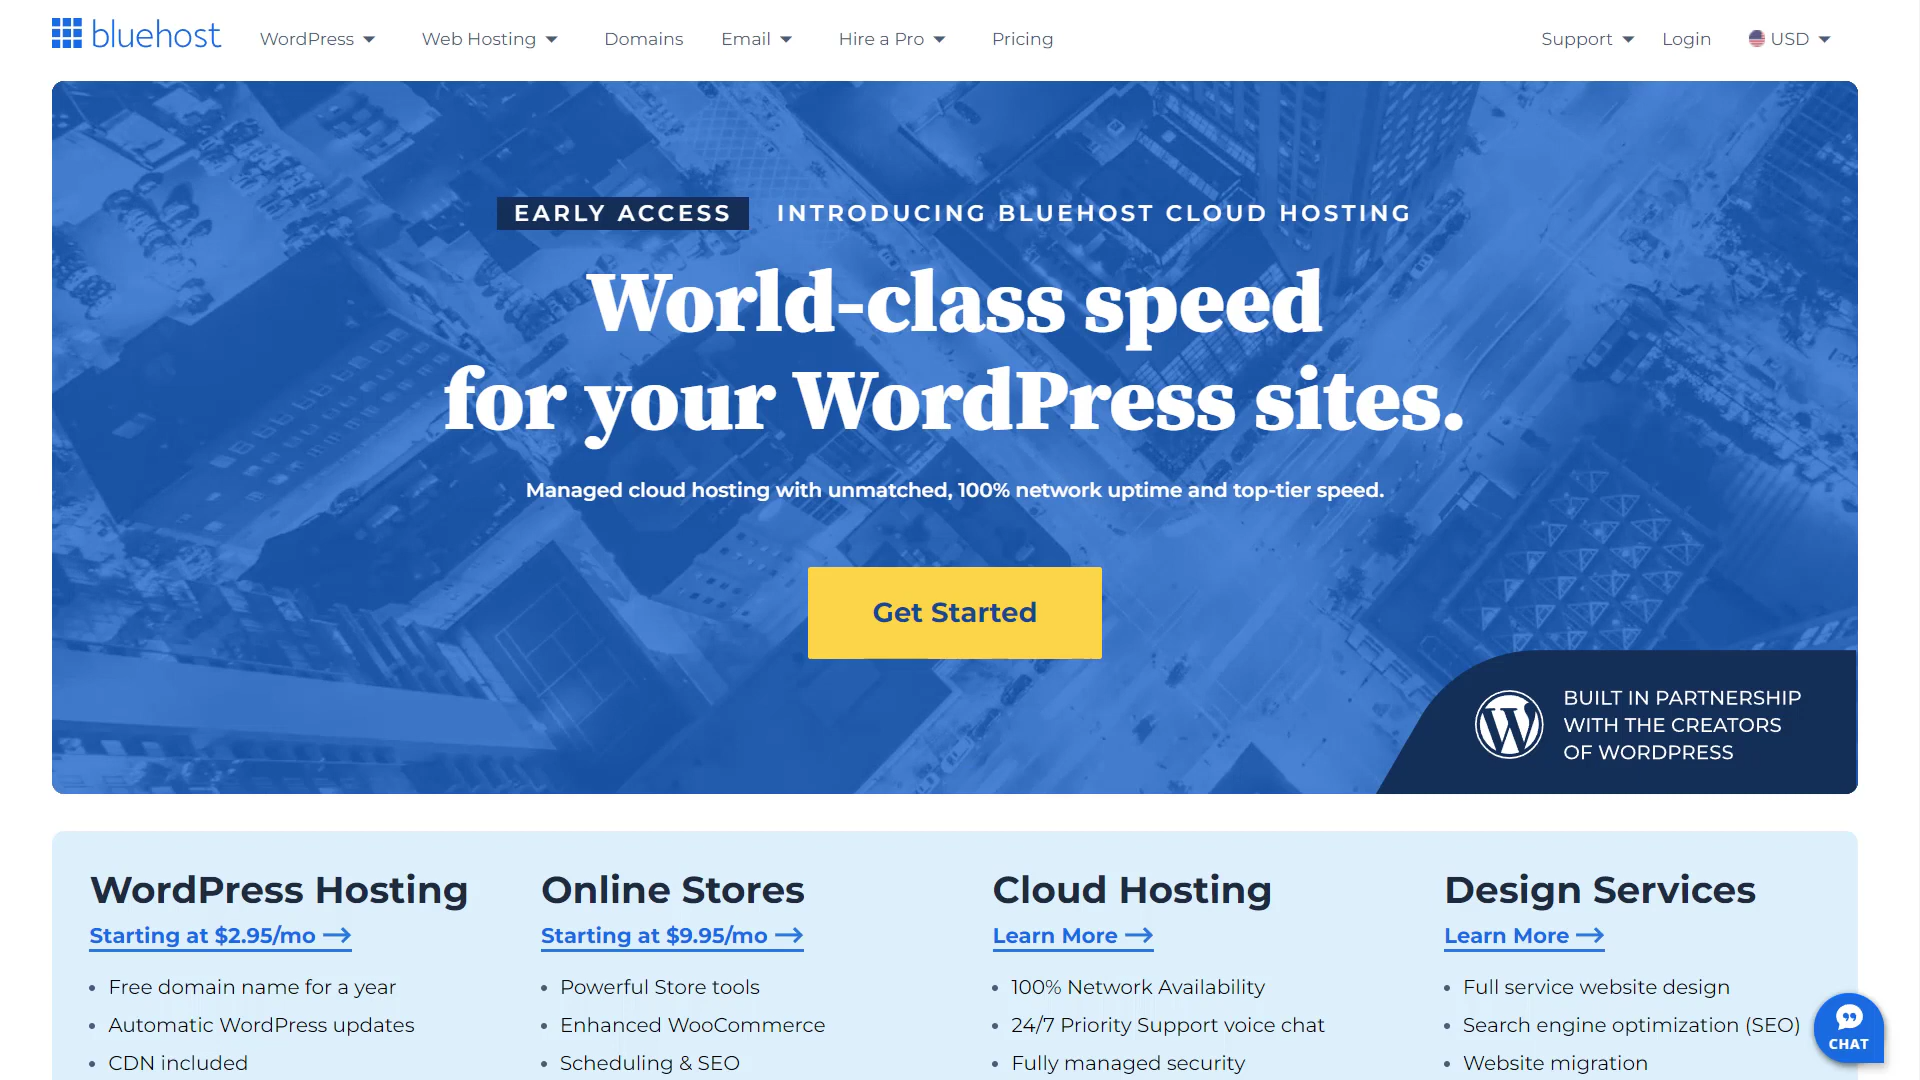 bluehost
WordPress
Web Hosting
Domains
Email
Hire a Pro
Pricing
Support
Login
USD
EARLY ACCESS
INTRODUCING BLUEHOST CLOUD HOSTING
World-class speed
for your WordPress sites.
Managed cloud hosting with unmatched, 100% network uptime and top-tier speed.
Get Started
BUILT IN PARTNERSHIP
WITH THE CREATORS
OF WORDPRESS
WordPress Hosting
Starting at $2.95/mo
Free domain name for a year
Automatic WordPress updates
CDN included
Online Stores
Starting at $9.95/mo
Powerful Store tools
Enhanced WooCommerce
Scheduling & SEO
Cloud Hosting
Learn More
100% Network Availability
24/7 Priority Support voice chat
Fully managed security
Design Services
Learn More
Full service website design
Search engine optimization (SEO)
Website migration
CHAT